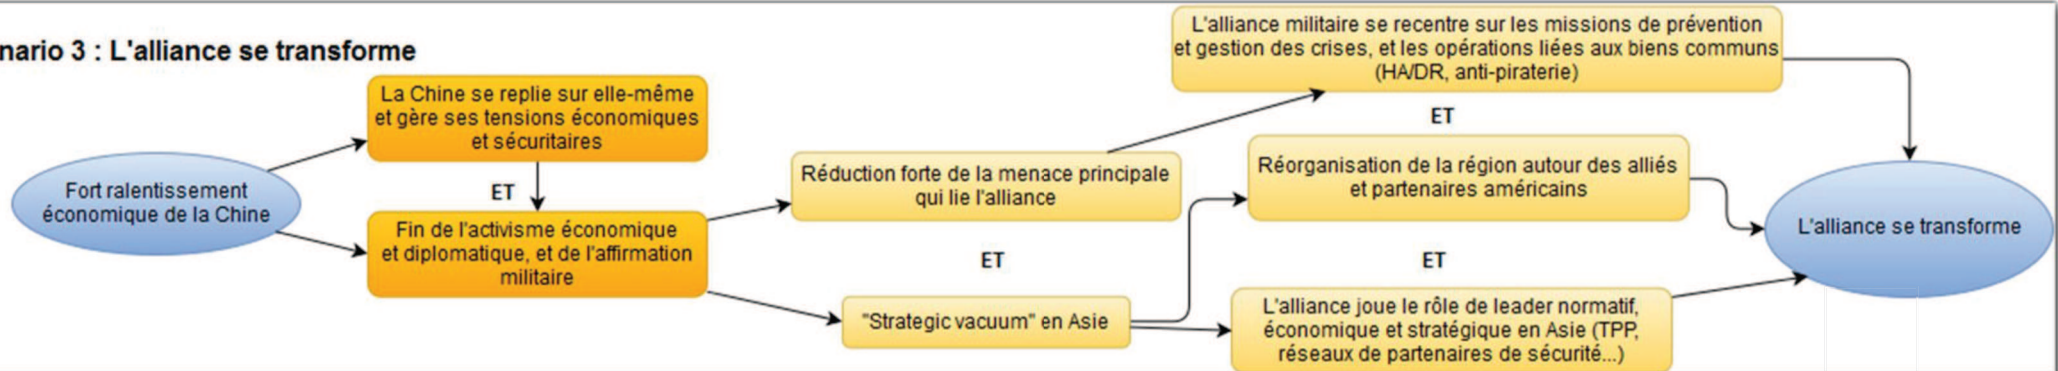 nario 3 : L'alliance se transforme
Fort ralentissement
économique de la Chine
La Chine se replie sur elle-même
et gère ses tensions économiques
et sécuritaires
ET
Fin de l'activisme économique
et diplomatique, et de l'affirmation
militaire
Réduction forte de la menace principale
qui lie l'alliance
ET
"Strategic vacuum" en Asie
L'alliance militaire se recentre sur les missions de prévention
et gestion des crises, et les opérations liées aux biens communs
(HA/DR, anti-piraterie)
ET
Réorganisation de la région autour des alliés
et partenaires américains
ET
L'alliance joue le rôle de leader normatif,
économique et stratégique en Asie (TPP,
réseaux de partenaires de sécurité...)
L'alliance se transforme